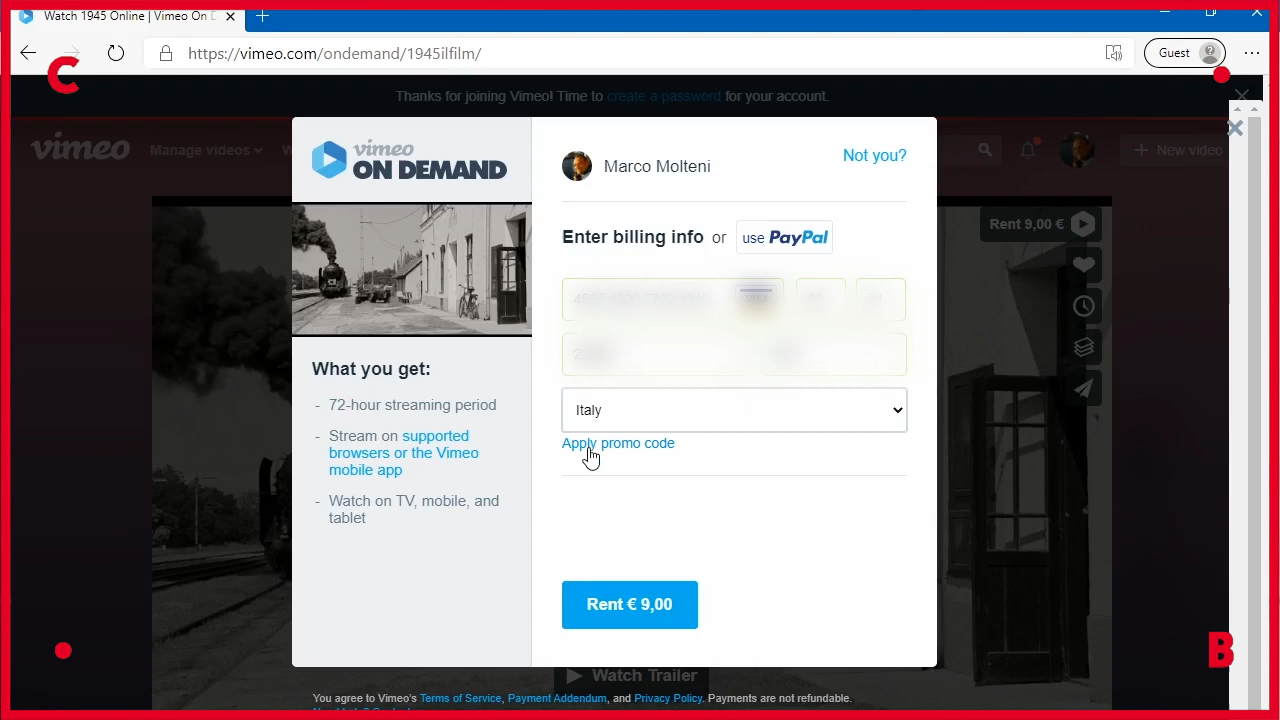 Watch 1945 Online | Vimeo On D
https://vimeo.com/ondemand/1945ilfilm/
Guest
C
Thanks for joining Vimeo! Time to create a password for your account.
vimeo
Manage videos
New video
vimeo
ON DEMAND
Marco Molteni
Not you?
Enter billing info or use PayPal
Rent 9,00 €
What you get:
- 72-hour streaming period
- Stream on supported
browsers or the Vimeo
mobile app
- Watch on TV, mobile, and
tablet
Italy
Apply promo code
Rent € 9,00
Watch Trailer
B
You agree to Vimeo's Terms of Service, Payment Addendum, and Privacy Policy. Payments are not refundable.